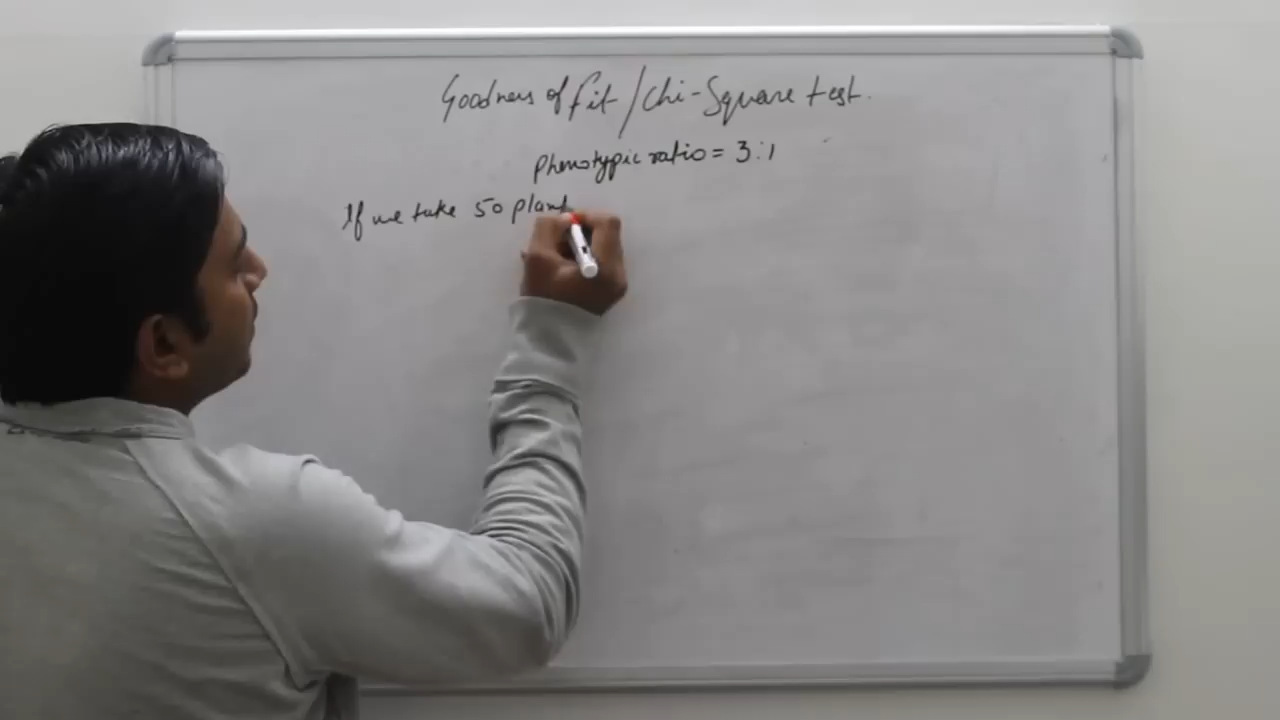 Goodness of fit / Chi-Square test.
Phenotypic ratio = 3:1
If we take 50 plant